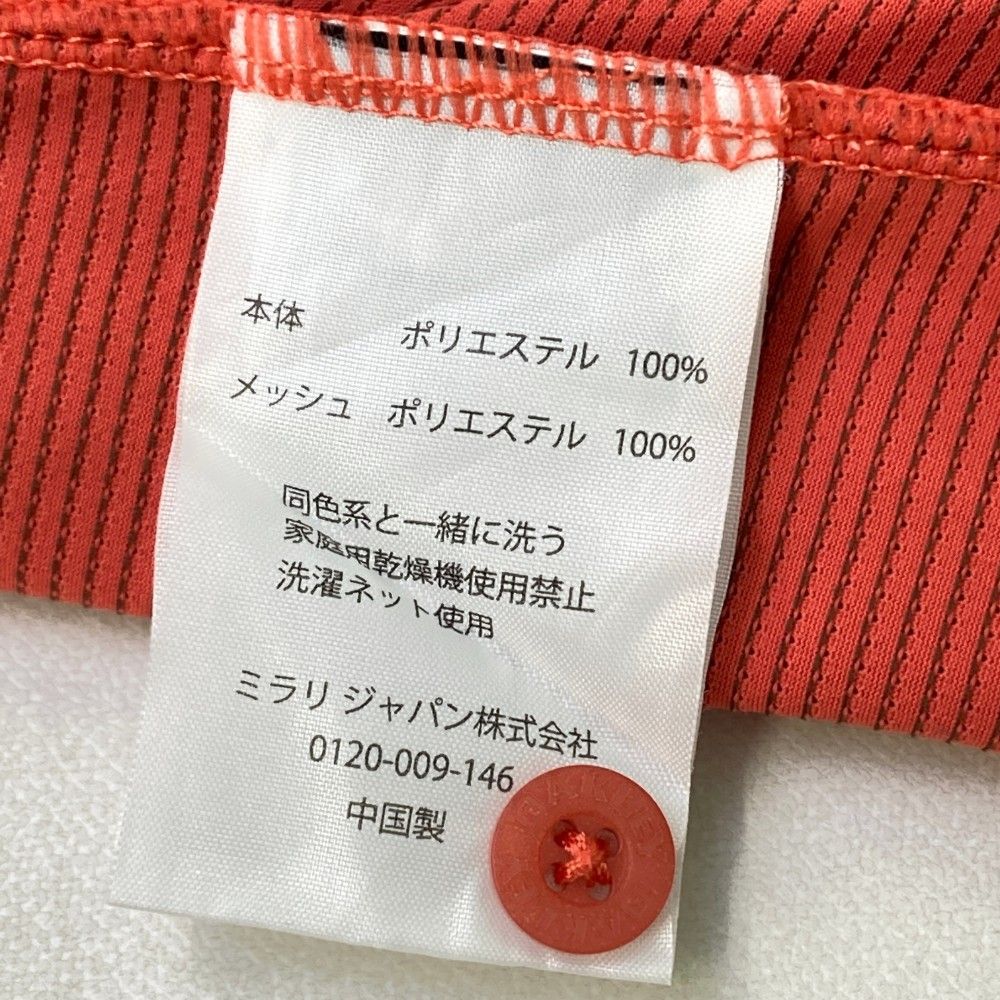 本体 ポリエステル 100%
メッシュ ポリエステル 100%
同色系と一緒に洗う
家庭用乾燥機使用禁止
洗濯ネット使用
ミラリ ジャパン株式会社
0120-009-146
中国製